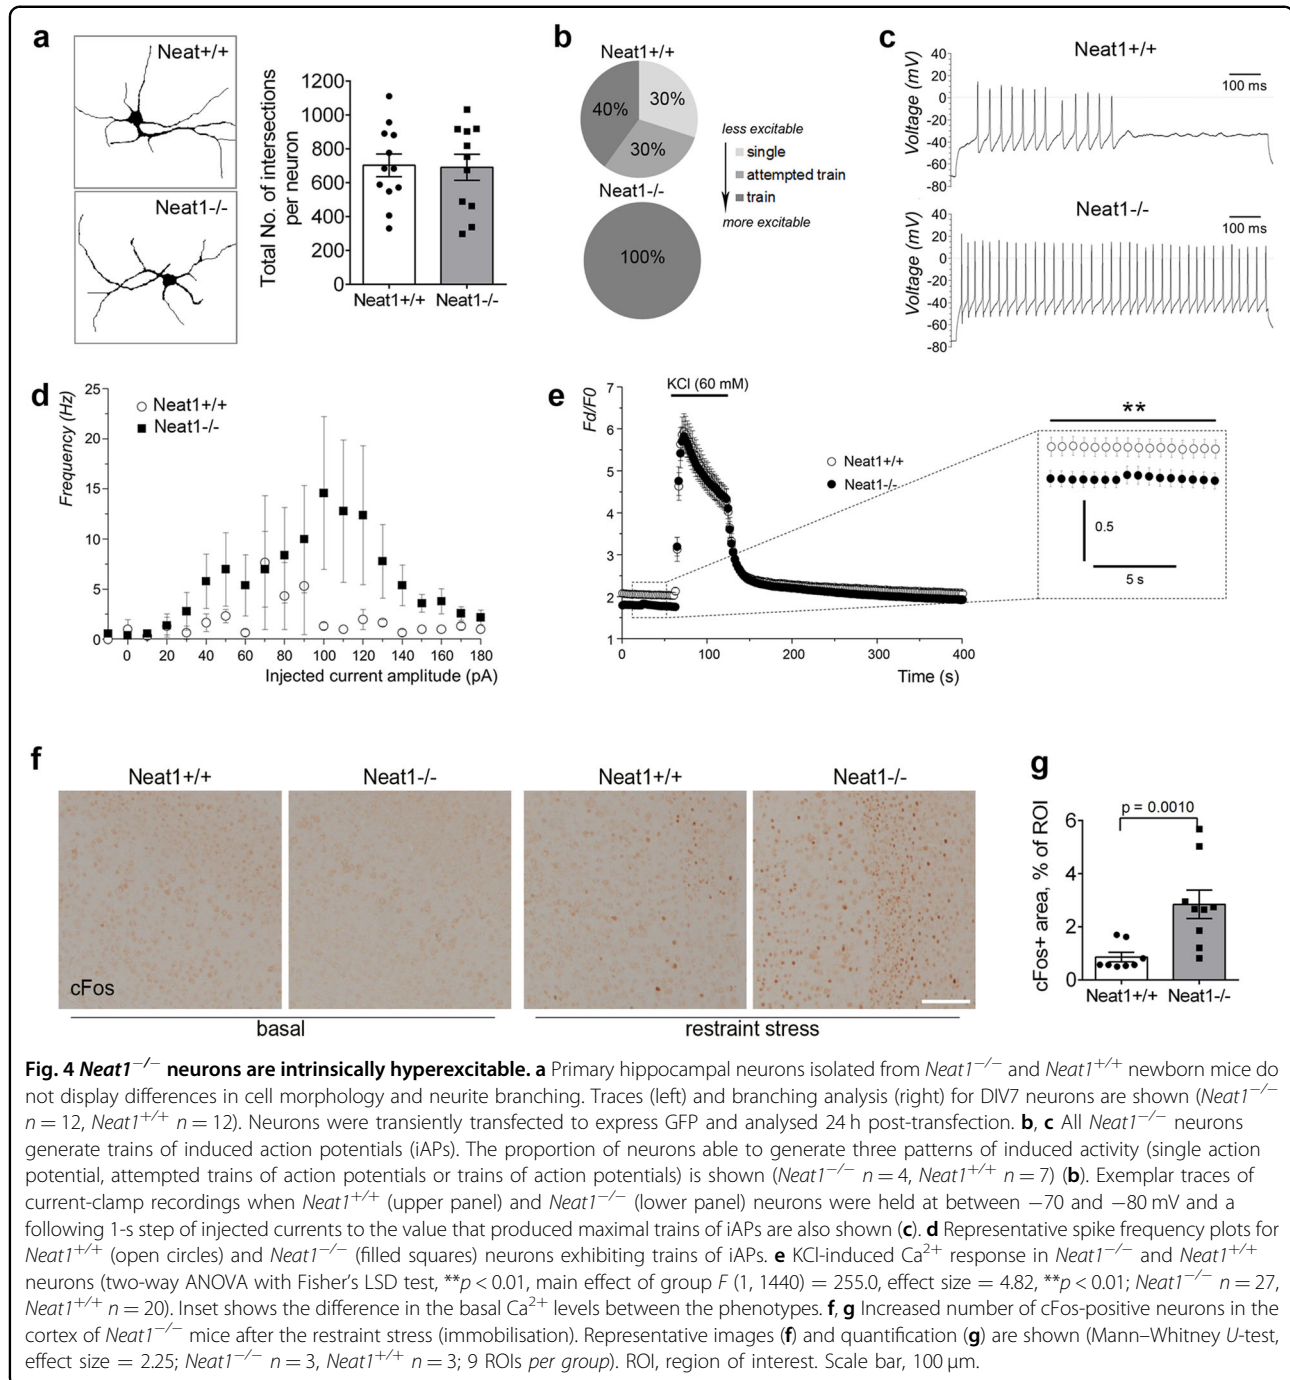 a
Neat+/+
Neat1-/-
Total No. of intersections
per neuron
1200
1000
800
600
400
200
0
Neat1+/+ Neat1-/-
b
Neat1+/+
40%
30%
30%
Neat1-/-
100%
less excitable
single
attempted train
train
more excitable
c
Neat1+/+
Voltage (mV)
40
20
0
-20
-40
-60
-80
100 ms
Neat1-/-
Voltage (mV)
40
20
0
-20
-40
-60
-80
100 ms
d
Frequency (Hz)
25
20
15
10
5
0
Neat1+/+
Neat1-/-
0 20 40 60 80 100 120 140 160 180
Injected current amplitude (pA)
e
Fd/F0
7
6
5
4
3
2
1
KCl (60 mM)
Neat1+/+
Neat1-/-
0 100 200 300 400
Time (s)
**
0.5
5 s
f
Neat1+/+ Neat1-/- Neat1+/+ Neat1-/-
cFos
basal restraint stress
g
p = 0.0010
cFos+ area, % of ROI
6
4
2
0
Neat1+/+ Neat1-/-
Fig. 4 Neat1−/− neurons are intrinsically hyperexcitable. a Primary hippocampal neurons isolated from Neat1−/− and Neat1+/+ newborn mice do
not display differences in cell morphology and neurite branching. Traces (left) and branching analysis (right) for DIV7 neurons are shown (Neat1−/−
n = 12, Neat1+/+ n = 12). Neurons were transiently transfected to express GFP and analysed 24 h post-transfection. b, c All Neat1−/− neurons
generate trains of induced action potentials (iAPs). The proportion of neurons able to generate three patterns of induced activity (single action
potential, attempted trains of action potentials or trains of action potentials) is shown (Neat1−/− n = 4, Neat1+/+ n = 7) (b). Exemplar traces of
current-clamp recordings when Neat1+/+ (upper panel) and Neat1−/− (lower panel) neurons were held at between −70 and −80 mV and a
following 1-s step of injected currents to the value that produced maximal trains of iAPs are also shown (c). d Representative spike frequency plots for
Neat1+/+ (open circles) and Neat1−/− (filled squares) neurons exhibiting trains of iAPs. e KCl-induced Ca2+ response in Neat1−/− and Neat1+/+
neurons (two-way ANOVA with Fisher's LSD test, **p < 0.01, main effect of group F (1, 1440) = 255.0, effect size = 4.82, **p < 0.01; Neat1−/− n = 27,
Neat1+/+ n = 20). Inset shows the difference in the basal Ca2+ levels between the phenotypes. f, g Increased number of cFos-positive neurons in the
cortex of Neat1−/− mice after the restraint stress (immobilisation). Representative images (f) and quantification (g) are shown (Mann–Whitney U-test,
effect size = 2.25; Neat1−/− n = 3, Neat1+/+ n = 3; 9 ROIs per group). ROI, region of interest. Scale bar, 100 µm.